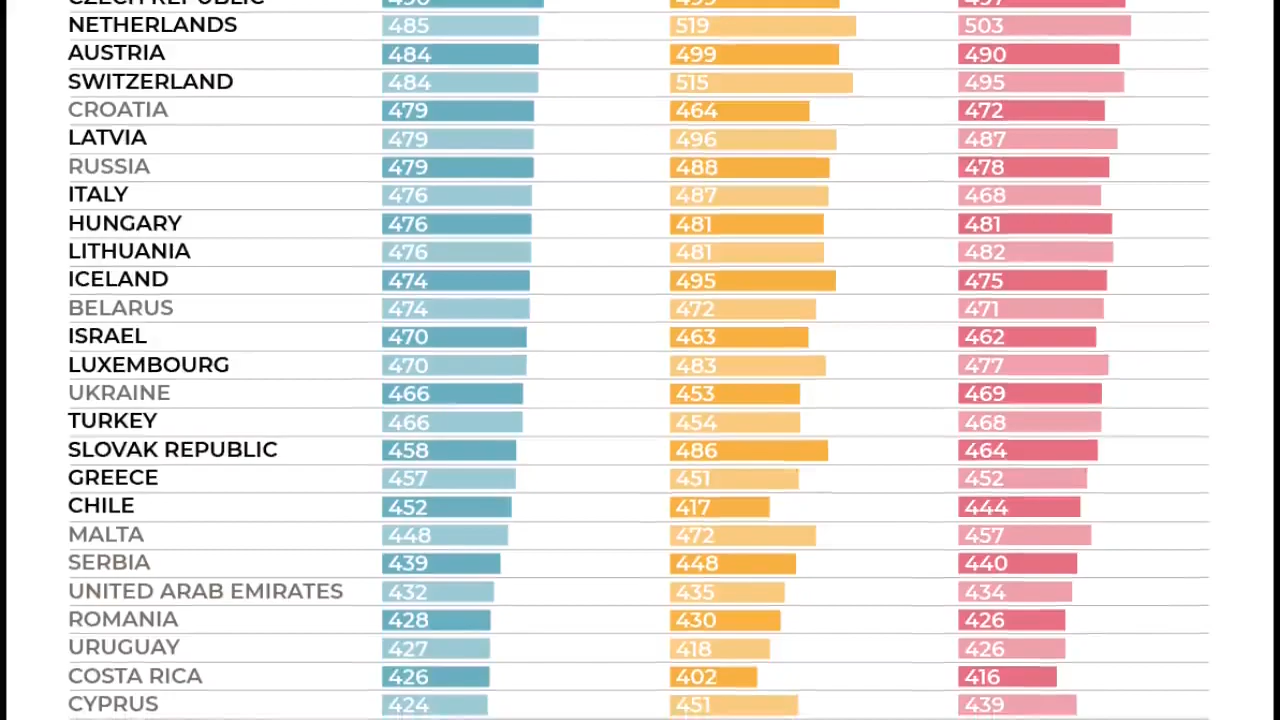 CZECH REPUBLIC 490 499 497
NETHERLANDS 485 519 503
AUSTRIA 484 499 490
SWITZERLAND 484 515 495
CROATIA 479 464 472
LATVIA 479 496 487
RUSSIA 479 488 478
ITALY 476 487 468
HUNGARY 476 481 481
LITHUANIA 476 481 482
ICELAND 474 495 475
BELARUS 474 472 471
ISRAEL 470 463 462
LUXEMBOURG 470 483 477
UKRAINE 466 453 469
TURKEY 466 454 468
SLOVAK REPUBLIC 458 486 464
GREECE 457 451 452
CHILE 452 417 444
MALTA 448 472 457
SERBIA 439 448 440
UNITED ARAB EMIRATES 432 435 434
ROMANIA 428 430 426
URUGUAY 427 418 426
COSTA RICA 426 402 416
CYPRUS 424 451 439